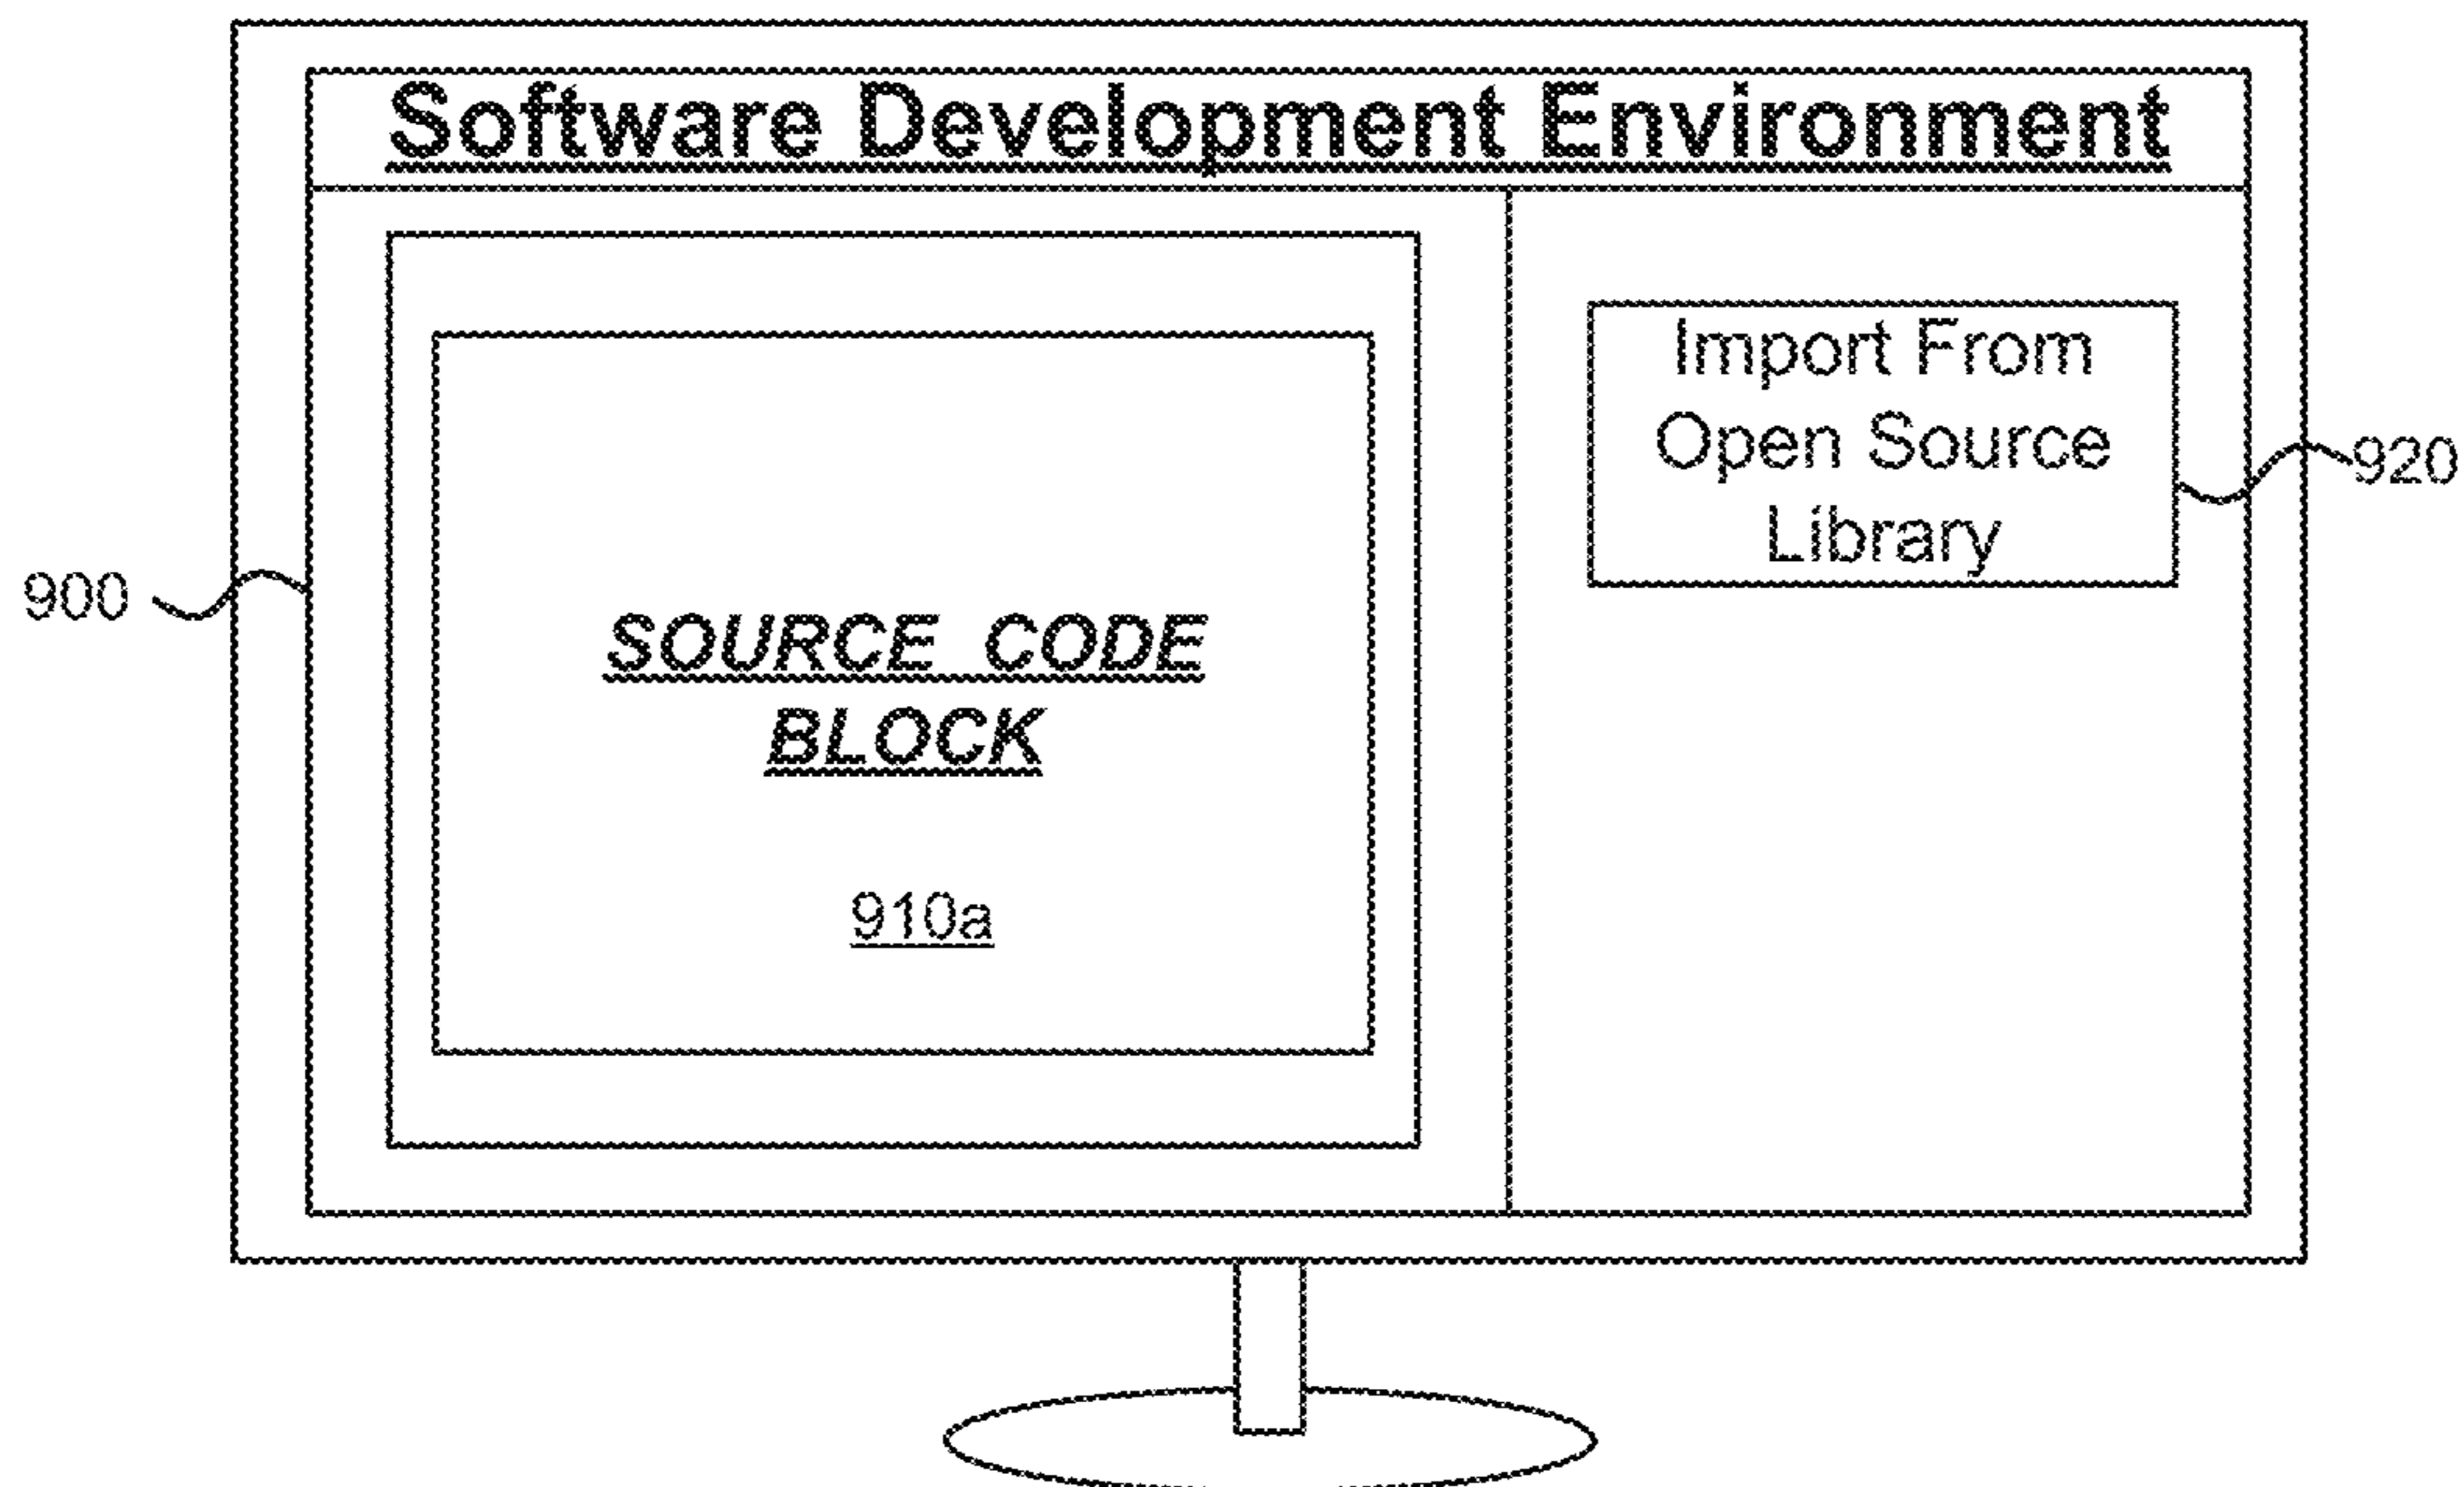 Software Development Environment
Import From
Open Source
Library
920
900
SOURCE CODE
BLOCK
910a